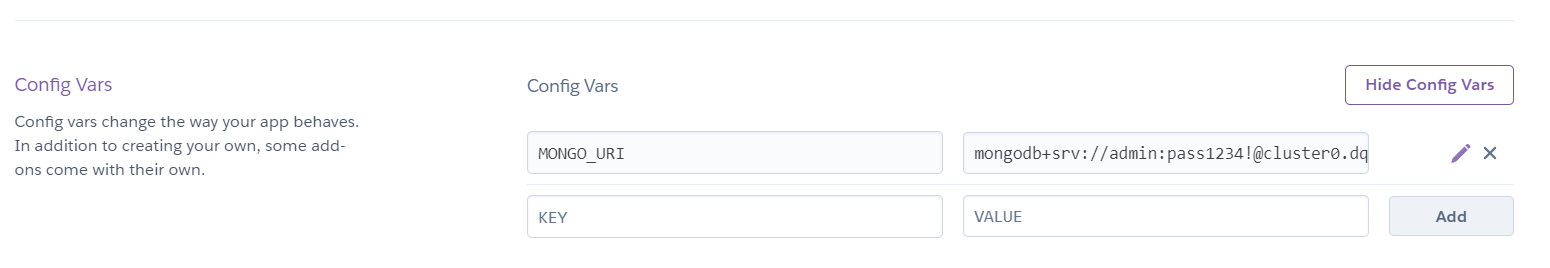 Config Vars
Config vars change the way your app behaves.
In addition to creating your own, some add-
ons come with their own.
Config Vars
Hide Config Vars
MONGO_URI
mongodb+srv://admin:pass1234!@cluster0.dq
KEY
VALUE
Add